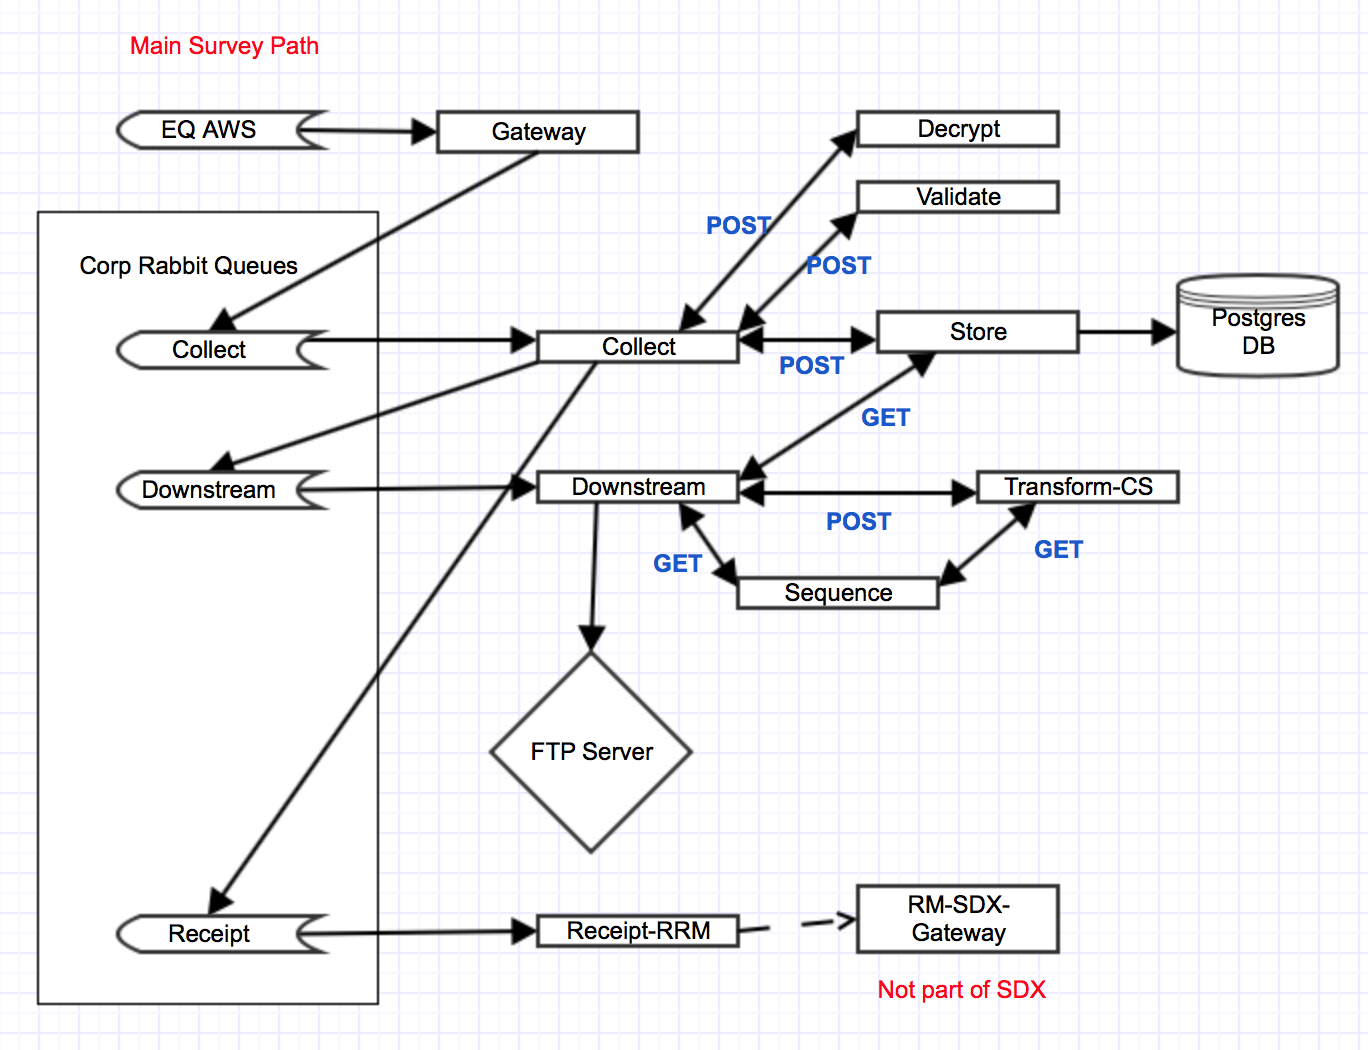 Main Survey Path
EQ AWS
Gateway
Decrypt
Validate
POST
POST
Corp Rabbit Queues
Collect
Collect
POST
Store
Postgres
DB
GET
Downstream
Downstream
Transform-CS
POST
GET
GET
Sequence
FTP Server
Receipt
Receipt-RRM
RM-SDX-
Gateway
Not part of SDX